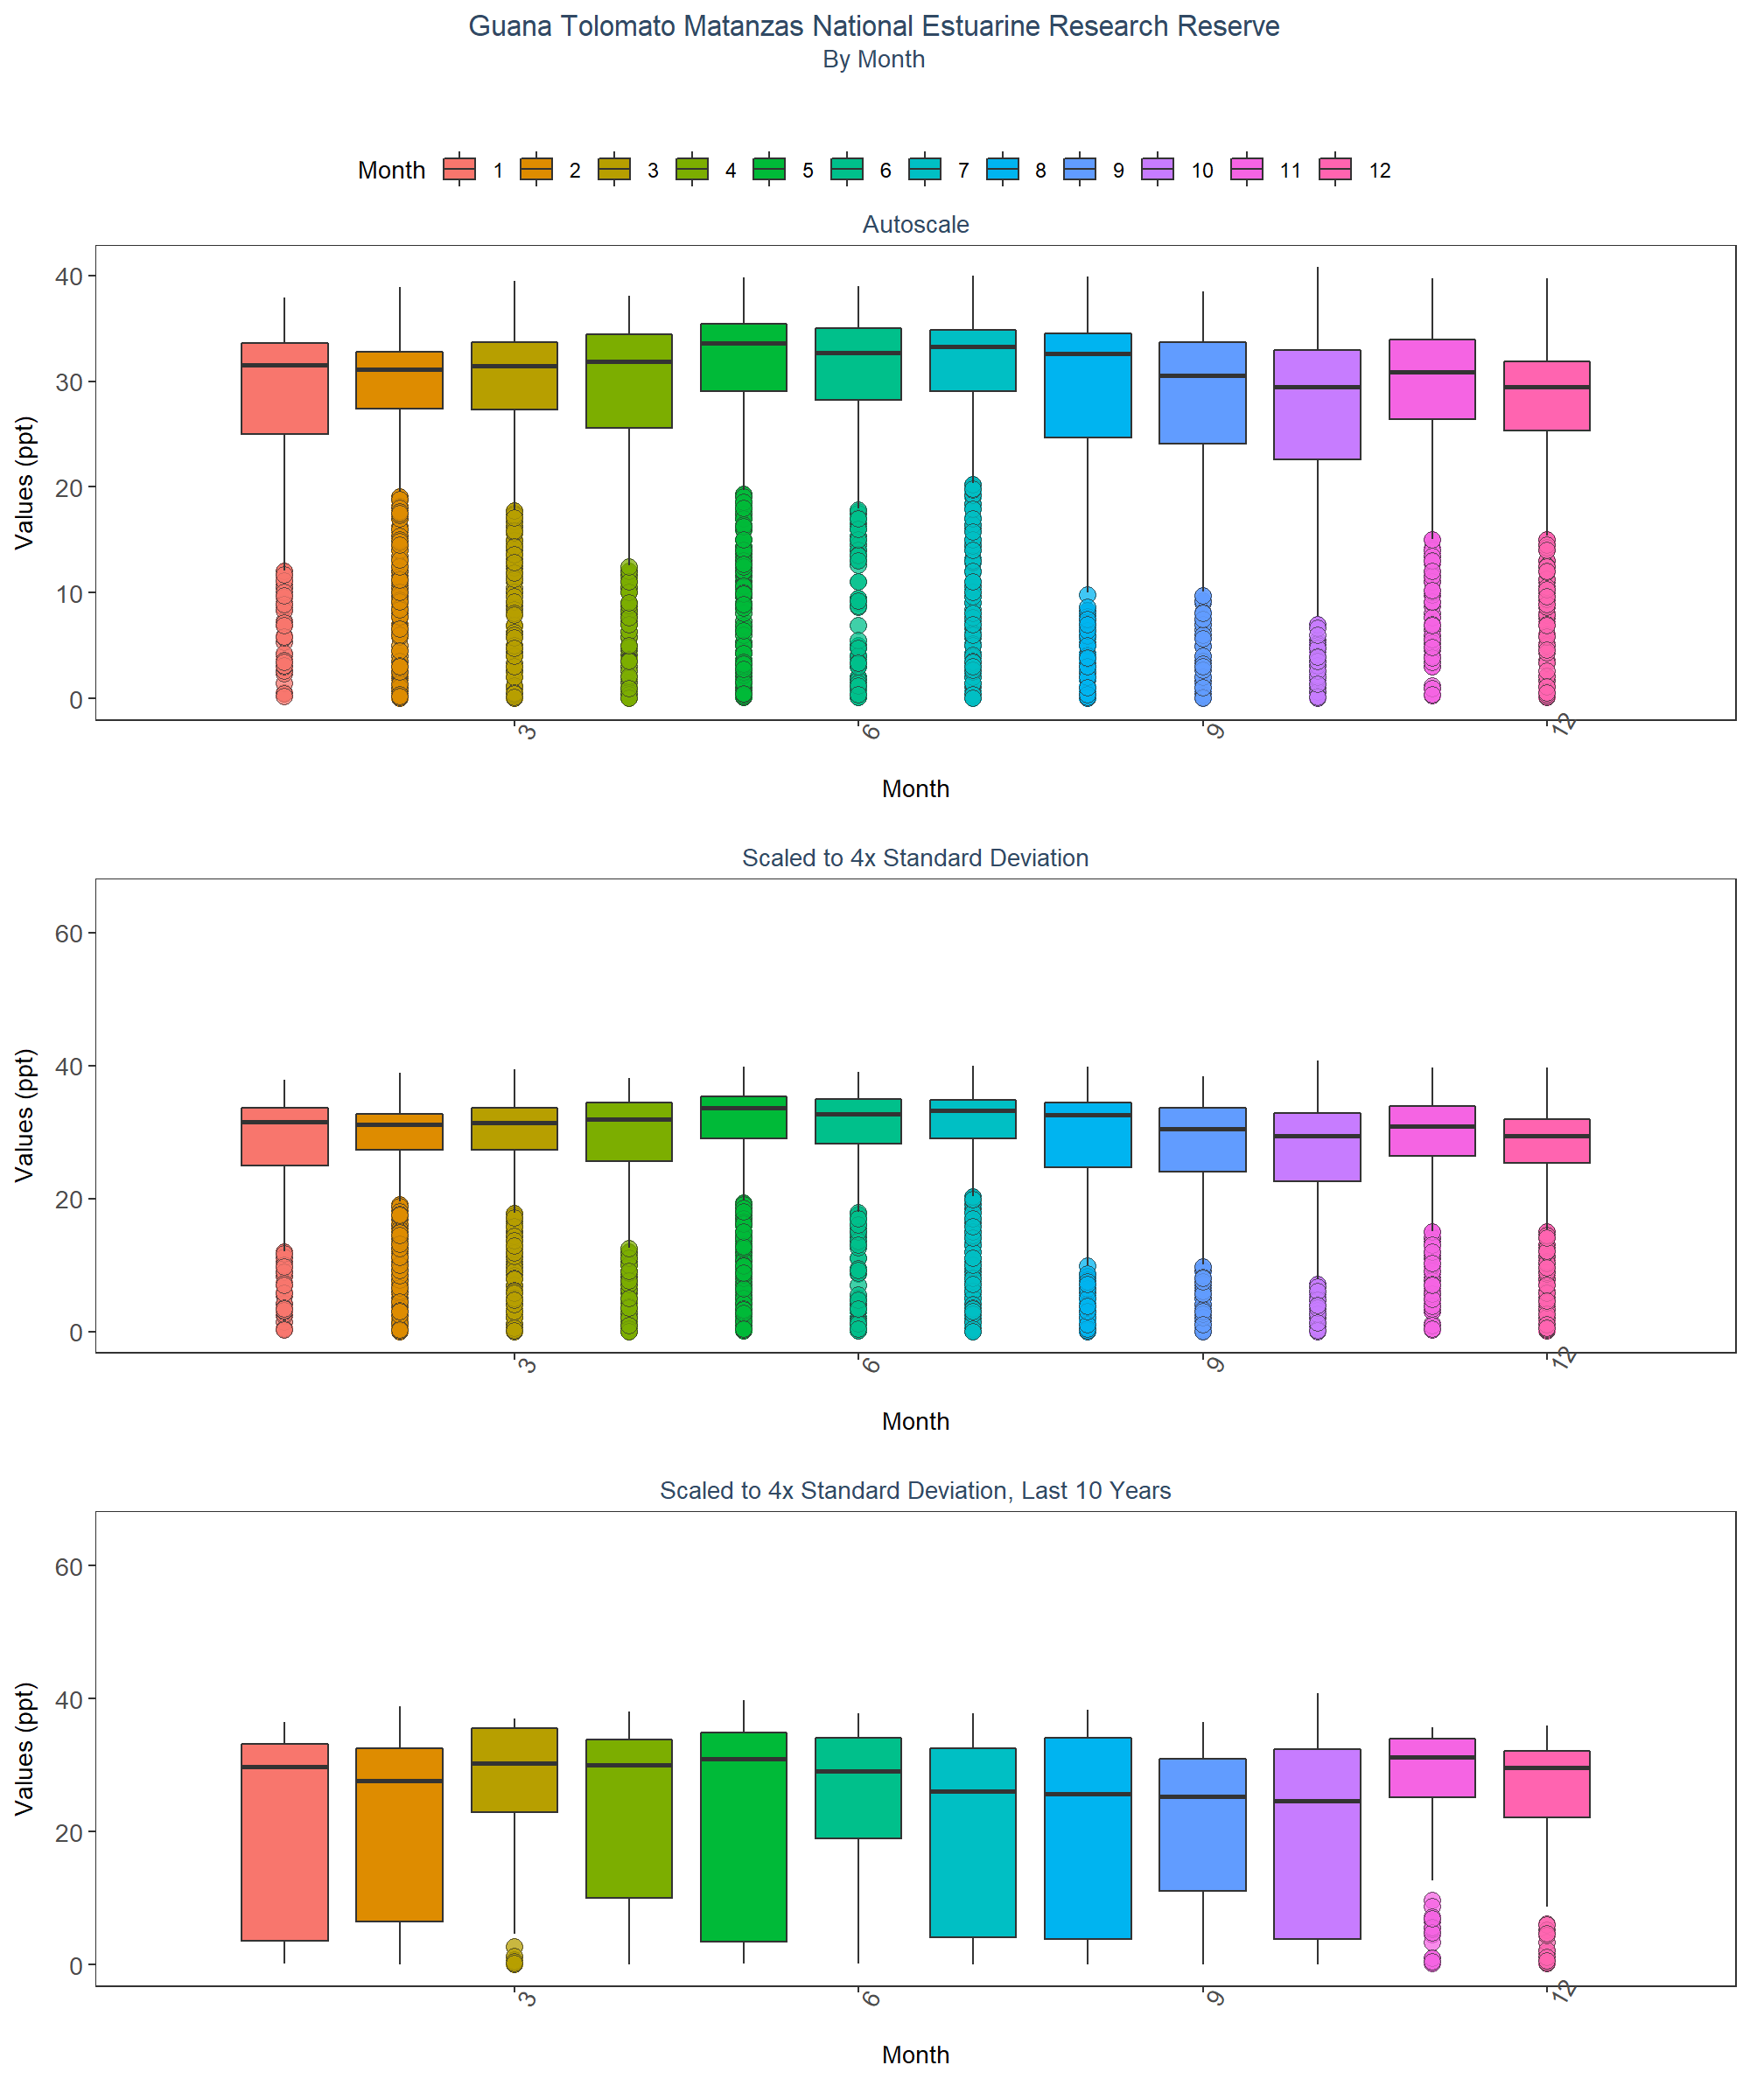 Guana Tolomato Matanzas National Estuarine Research Reserve
By Month
Month 1 2 3 4 5 6 7 8 9 10 11 12
Autoscale
Values (ppt)
40
30
20
10
0
3 6 9 12
Month
Scaled to 4x Standard Deviation
Values (ppt)
60
40
20
0
3 6 9 12
Month
Scaled to 4x Standard Deviation, Last 10 Years
Values (ppt)
60
40
20
0
3 6 9 12
Month